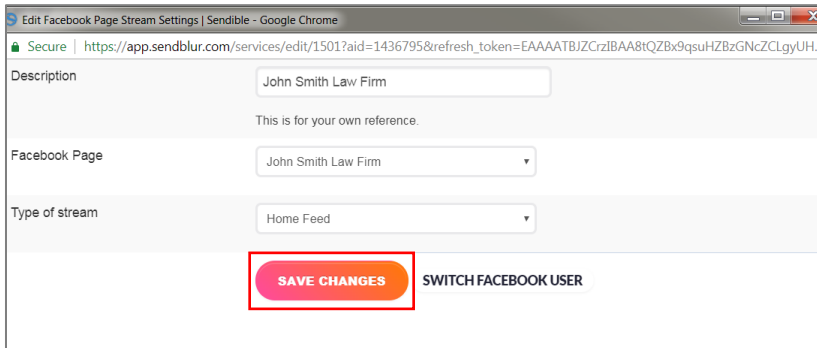 Edit Facebook Page Stream Settings | Sendible - Google Chrome
Secure | https://app.sendblur.com/services/edit/1501?aid=1436795&refresh_token=EAAAATBJZCrzIBAA8tQZBx9qsuHZBzGNcZCLgyUH.
Description
John Smith Law Firm
This is for your own reference.
Facebook Page
John Smith Law Firm
Type of stream
Home Feed
SAVE CHANGES SWITCH FACEBOOK USER